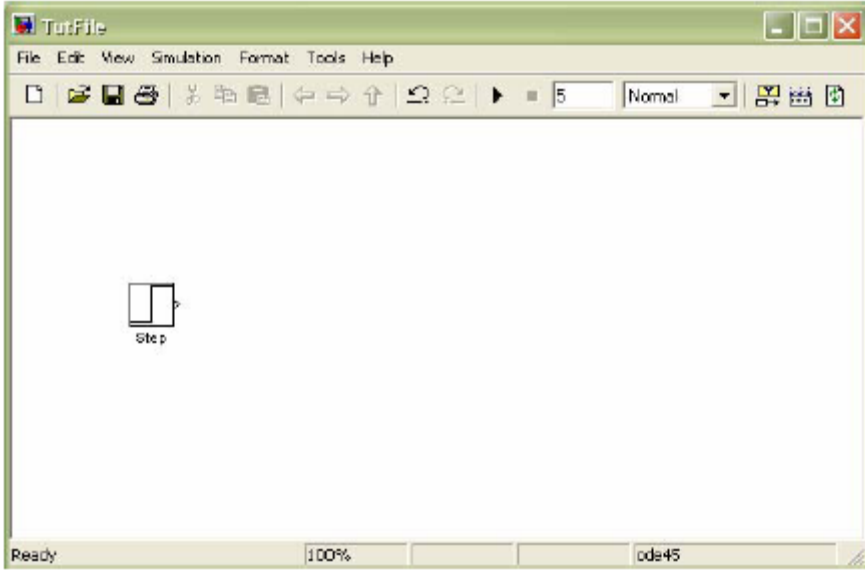 TutFile
File Edit View Simulation Format Tools Help
5 Normal
Step
Ready 100% ode45